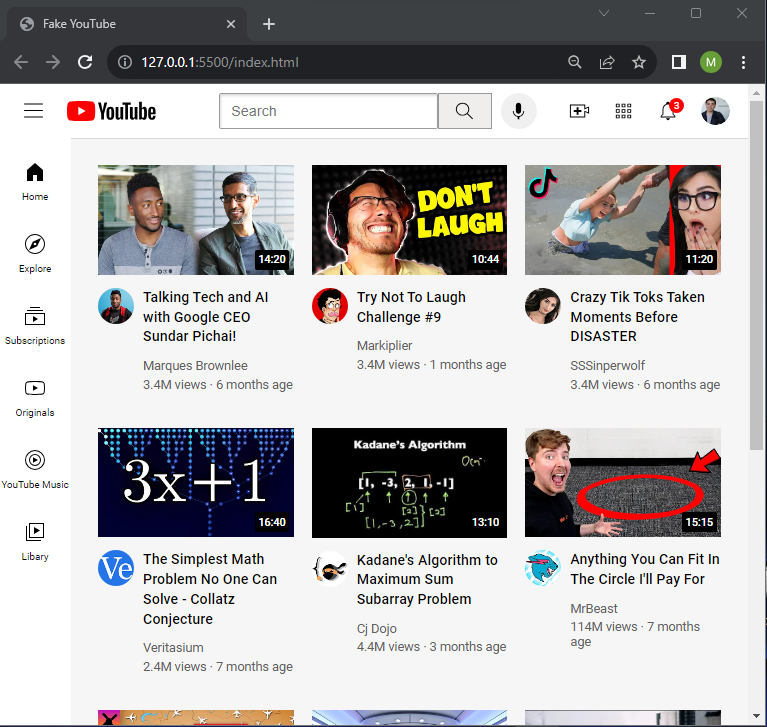 Fake YouTube
127.0.0.1:5500/index.html
M
YouTube
Search
3
Home
Explore
Subscriptions
Originals
YouTube Music
Libary
14:20
Talking Tech and AI
with Google CEO
Sundar Pichai!
Marques Brownlee
3.4M views · 6 months ago
DON'T
LAUGH
10:44
Try Not To Laugh
Challenge #9
Markiplier
3.4M views · 1 months ago
11:20
Crazy Tik Toks Taken
Moments Before
DISASTER
SSSinperwolf
3.4M views · 6 months ago
3x+1
16:40
Ve
The Simplest Math
Problem No One Can
Solve - Collatz
Conjecture
Veritasium
2.4M views · 7 months ago
Kadane's Algorithm
[1, -3, 2, 1, -1]
[1] [2] [2]
[1,-3,2]
13:10
Kadane's Algorithm to
Maximum Sum
Subarray Problem
Cj Dojo
4.4M views · 3 months ago
15:15
Anything You Can Fit In
The Circle I'll Pay For
MrBeast
114M views · 7 months
ago